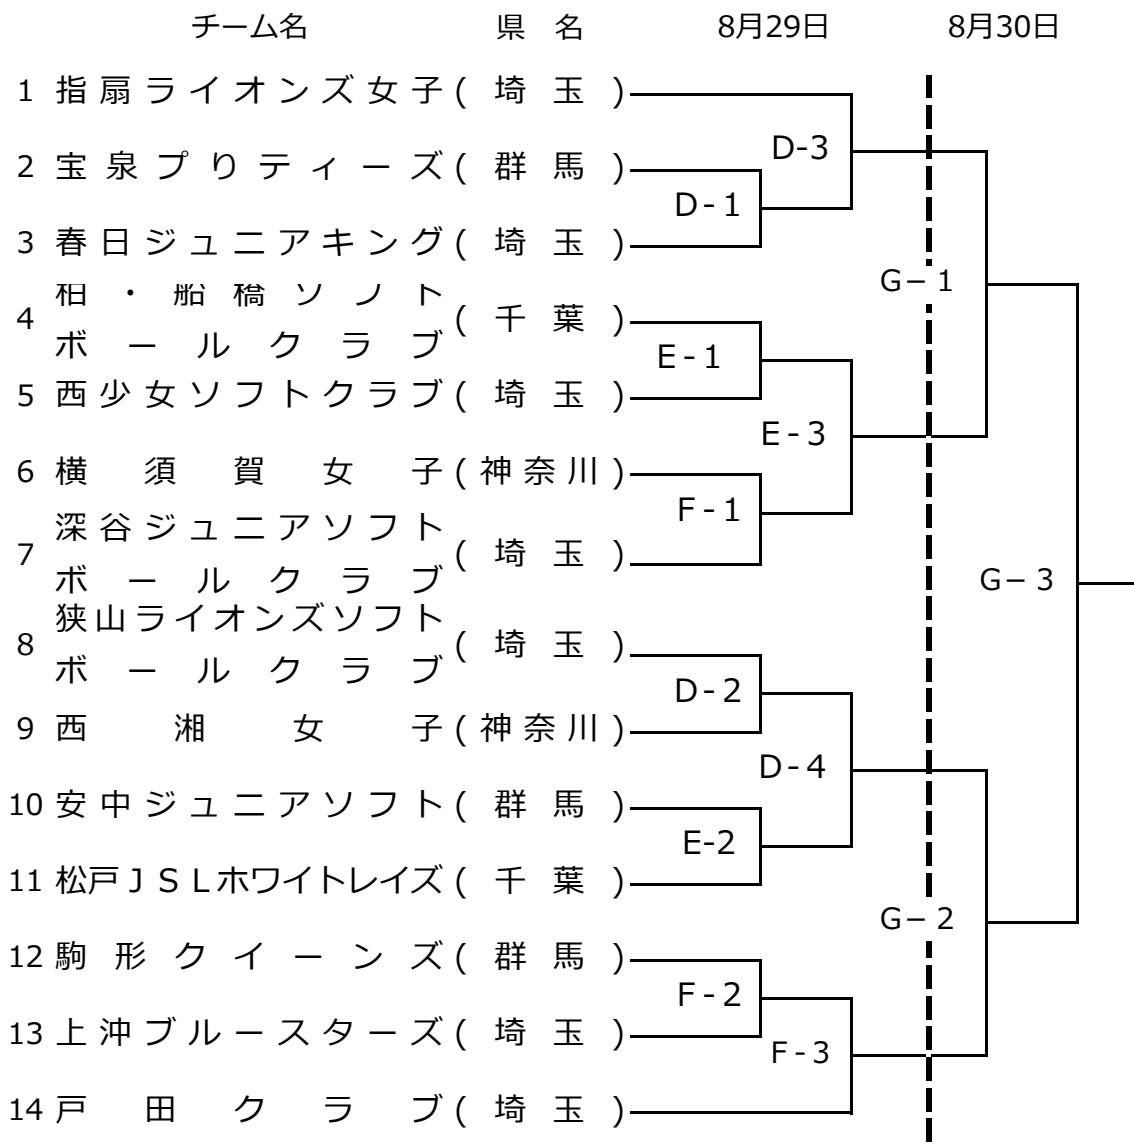 チーム名 県 名 8月29日 8月30日
1 指扇ライオンズ女子 ( 埼 玉 )
D-3
2 宝泉プりティーズ ( 群 馬 )
D-1
3 春日ジュニアキング ( 埼 玉 )
G-1
4 柏・船橋ソフト
ボールクラブ ( 千 葉 )
E-1
5 西少女ソフトクラブ ( 埼 玉 )
E-3
6 横須賀女子 ( 神奈川 )
F-1
7 深谷ジュニアソフト
ボールクラブ ( 埼 玉 )
G-3
8 狭山ライオンズソフト
ボールクラブ ( 埼 玉 )
D-2
9 西湘女子 ( 神奈川 )
D-4
10 安中ジュニアソフト ( 群 馬 )
E-2
11 松戸JSLホワイトレイズ ( 千 葉 )
G-2
12 駒形クイーンズ ( 群 馬 )
F-2
13 上沖ブルースターズ ( 埼 玉 )
F-3
14 戸田クラブ ( 埼 玉 )